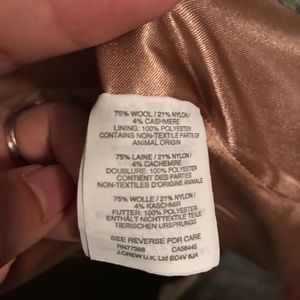 75% WOOL / 21% NYLON /
4% CASHMERE
LINING: 100% POLYESTER
CONTAINS NON-TEXTILE PARTS OF
ANIMAL ORIGIN
75% LAINE / 21% NYLON /
4% CACHEMIRE
DOUBLURE: 100% POLYESTER
CONTIENT DES PARTIES
NON-TEXTILES D'ORIGINE ANIMALE
75% WOLLE / 21% NYLON /
4% KASCHMIR
FUTTER: 100% POLYESTER
ENTHÄLT NICHTTEXTILE TEILE
TIERISCHEN URSPRUNGS
SEE REVERSE FOR CARE
RN77388 CA56445
J.CREW U.K. Ltd EC4V 6JA